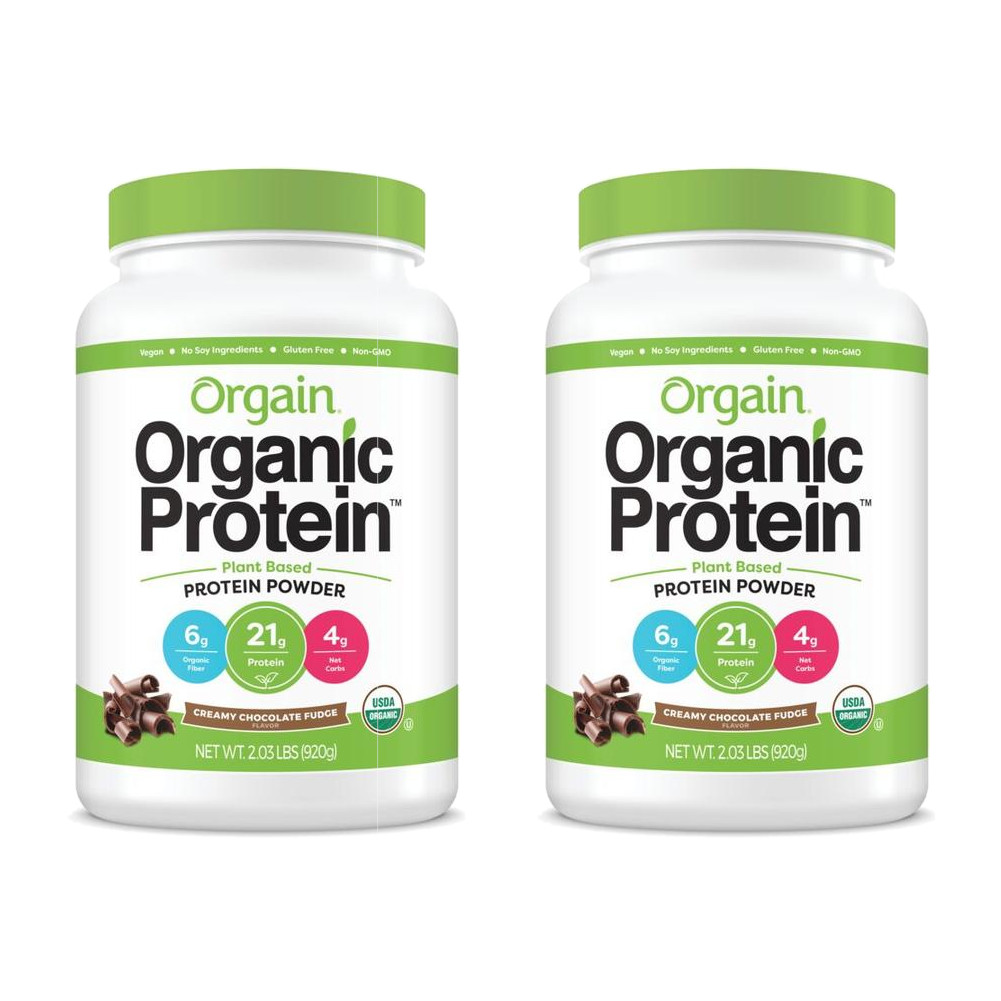 Vegan • No Soy Ingredients • Gluten Free • Non-GMO
Orgain®
Organic
Protein™
Plant Based
PROTEIN POWDER
6g
Organic
Fiber
21g
Protein
4g
Net
Carbs
CREAMY CHOCOLATE FUDGE
FLAVOR
USDA
ORGANIC
U
NET WT. 2.03 LBS (920g)
Vegan • No Soy Ingredients • Gluten Free • Non-GMO
Orgain®
Organic
Protein™
Plant Based
PROTEIN POWDER
6g
Organic
Fiber
21g
Protein
4g
Net
Carbs
CREAMY CHOCOLATE FUDGE
FLAVOR
USDA
ORGANIC
U
NET WT. 2.03 LBS (920g)